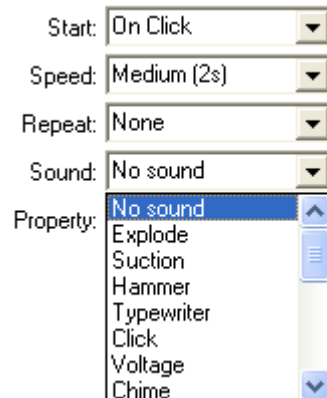 Start: On Click
Speed: Medium (2s)
Repeat: None
Sound: No sound
Property: No sound
Explode
Suction
Hammer
Typewriter
Click
Voltage
Chime